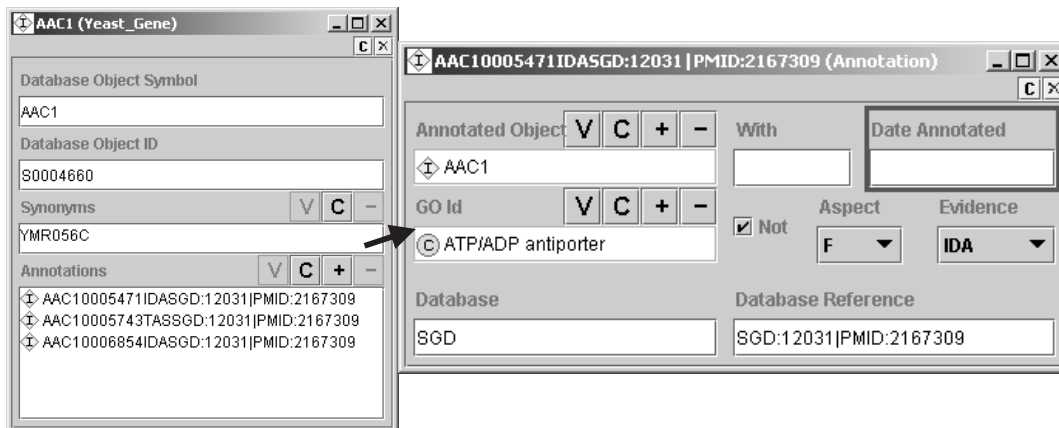 AAC1 (Yeast_Gene)
C
Database Object Symbol
AAC1
Database Object ID
S0004660
Synonyms V C −
YMR056C
Annotations V C + −
AAC10005471IDASGD:12031|PMID:2167309
AAC10005743TASSGD:12031|PMID:2167309
AAC10006854IDASGD:12031|PMID:2167309
AAC10005471IDASGD:12031|PMID:2167309 (Annotation)
C
Annotated Object V C + −
AAC1
With
Date Annotated
GO Id V C + −
C ATP/ADP antiporter
Not
Aspect
F
Evidence
IDA
Database
SGD
Database Reference
SGD:12031|PMID:2167309